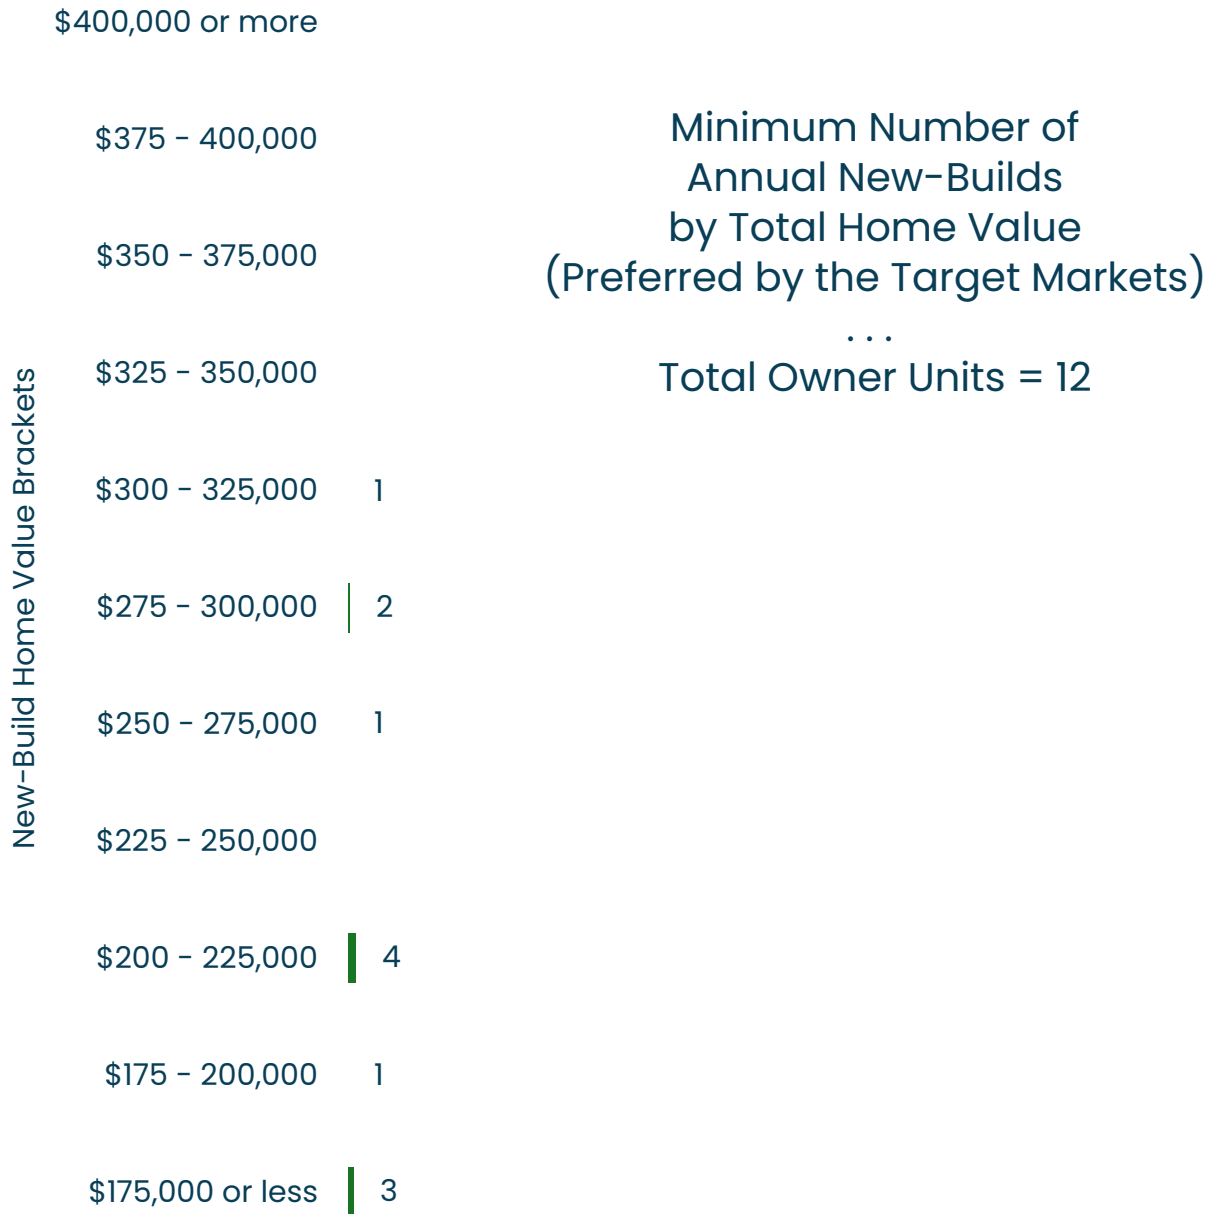 $400,000 or more
Minimum Number of
Annual New-Builds
by Total Home Value
(Preferred by the Target Markets)
...
Total Owner Units = 12
New-Build Home Value Brackets
$375 - 400,000
$350 - 375,000
$325 - 350,000
$300 - 325,000 1
$275 - 300,000 2
$250 - 275,000 1
$225 - 250,000
$200 - 225,000 4
$175 - 200,000 1
$175,000 or less 3